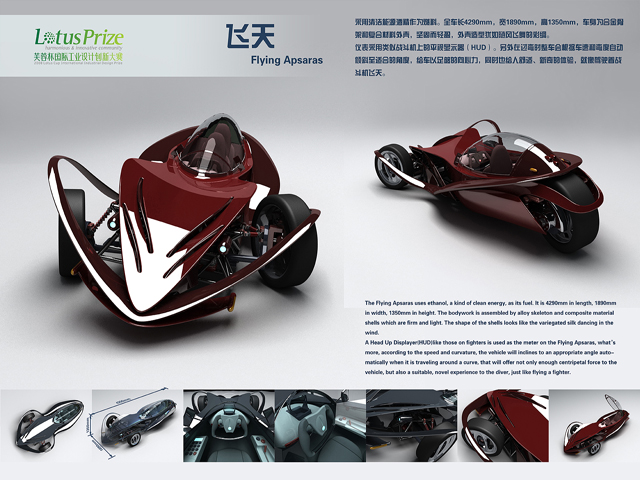 LotusPrize
harmonious & innovative community
芙蓉杯国际工业设计创新大赛
飞天
Flying Apsaras
采用清洁能源酒精作为燃料。全车长4290mm，宽1890mm，高1350mm，车身为合金骨
架和复合材料外壳，坚固而轻盈，外壳造型犹如随风飞舞的彩绸。
仪表采用类似战斗机上的平视显示器（HUD）。另外在过弯时整车会根据车速和弯度自动
倾斜至适合的角度，给车以足够的向心力，同时也给人舒适、新奇的体验，就像驾驶着战
斗机飞天。
The Flying Apsaras uses ethanol, a kind of clean energy, as its fuel. It is 4290mm in length, 1890mm
in width, 1350mm in height. The bodywork is assembled by alloy skeleton and composite material
shells which are firm and light. The shape of the shells looks like the variegated silk dancing in the
wind.
A Head Up Displayer(HUD)like those on fighters is used as the meter on the Flying Apsaras, what's
more, according to the speed and curvature, the vehicle will inclines to an appropriate angle auto-
matically when it is traveling around a curve, that will offer not only enough centripetal force to the
vehicle, but also a suitable, novel experience to the diver, just like flying a fighter.